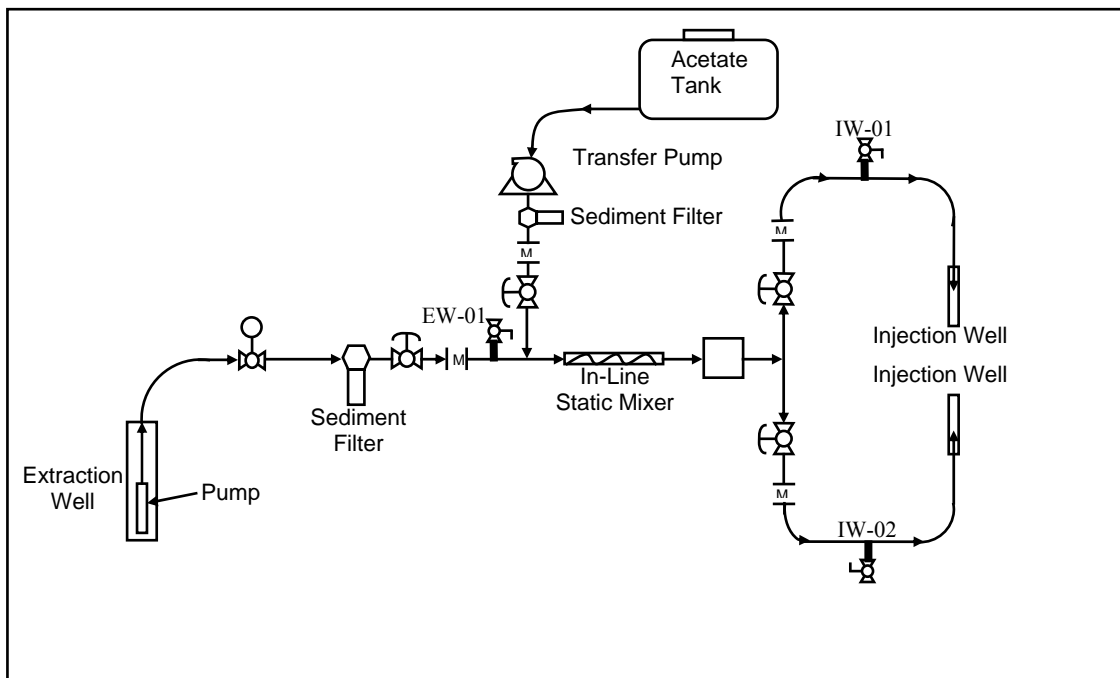 Acetate
Tank
IW-01
Transfer Pump
Sediment Filter
M
M
EW-01
Injection Well
M
Injection Well
In-Line
Static Mixer
Sediment
Filter
Extraction
Well
Pump
M
IW-02